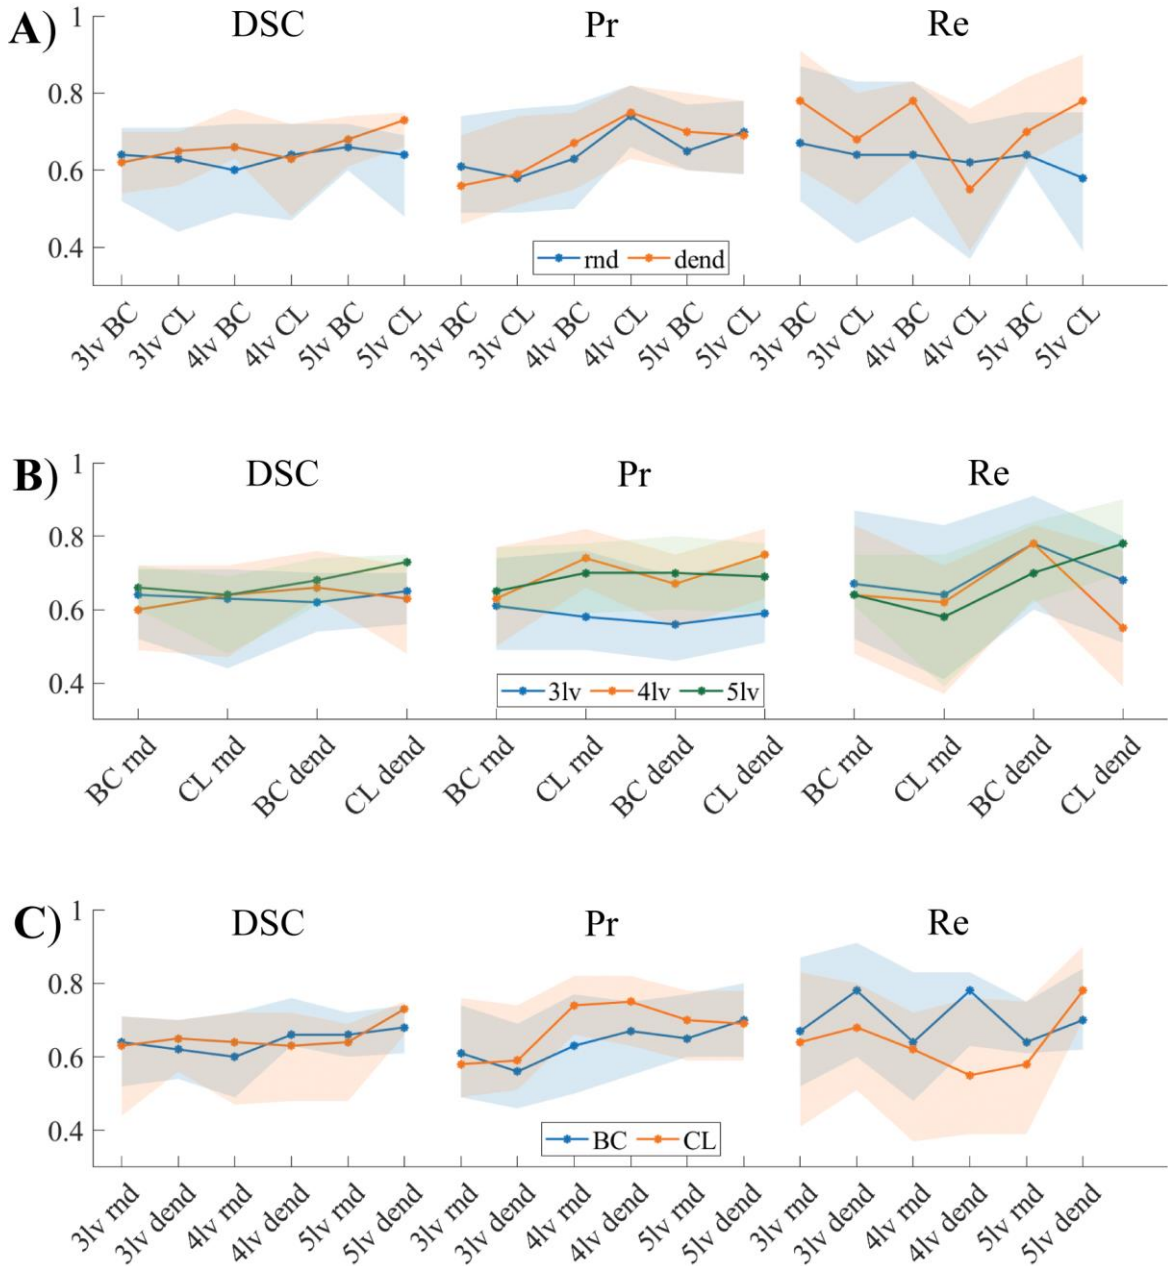 A)
DSC Pr Re
1
0.8
0.6
0.4
rnd dend
3lv BC 3lv CL 4lv BC 4lv CL 5lv BC 5lv CL 3lv BC 3lv CL 4lv BC 4lv CL 5lv BC 5lv CL 3lv BC 3lv CL 4lv BC 4lv CL 5lv BC 5lv CL
B)
DSC Pr Re
1
0.8
0.6
0.4
3lv 4lv 5lv
BC rnd CL rnd BC dend CL dend BC rnd CL rnd BC dend CL dend BC rnd CL rnd BC dend CL dend
C)
DSC Pr Re
1
0.8
0.6
0.4
BC CL
3lv rnd 3lv dend 4lv rnd 4lv dend 5lv rnd 5lv dend 3lv rnd 3lv dend 4lv rnd 4lv dend 5lv rnd 5lv dend 3lv rnd 3lv dend 4lv rnd 4lv dend 5lv rnd 5lv dend